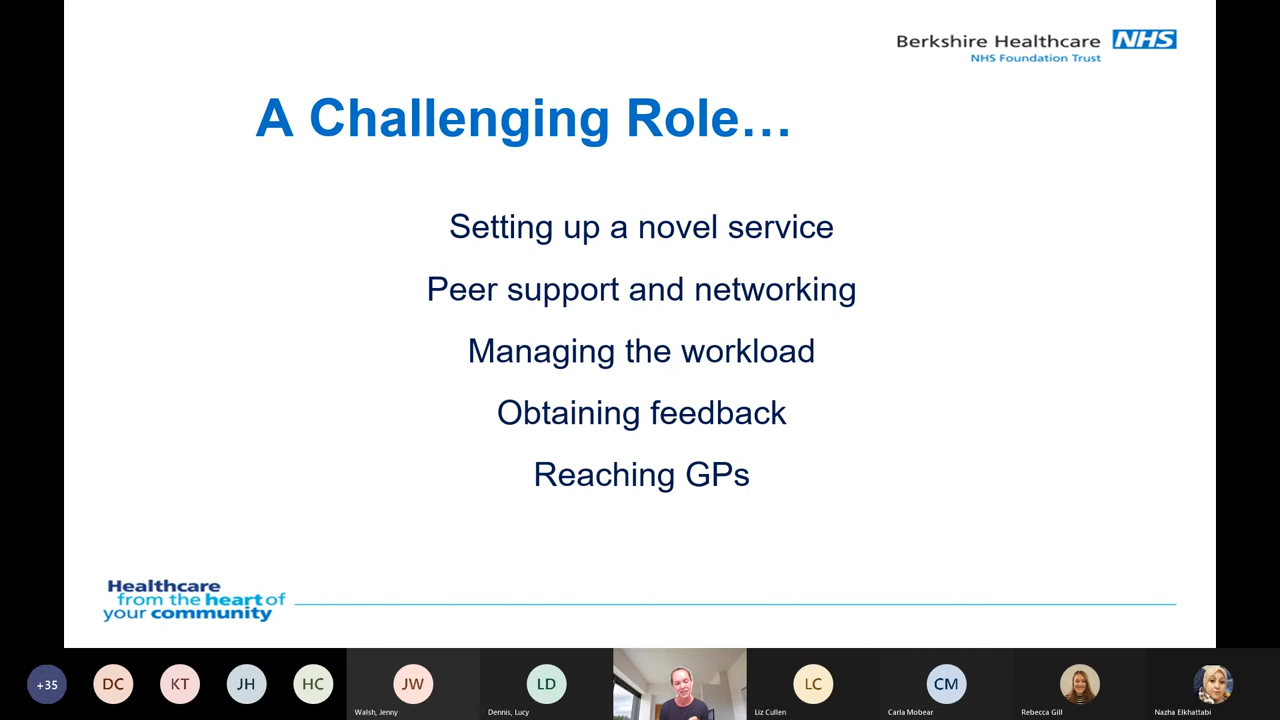 Berkshire Healthcare NHS
NHS Foundation Trust
A Challenging Role…
Setting up a novel service
Peer support and networking
Managing the workload
Obtaining feedback
Reaching GPs
Healthcare
from the heart of
your community
+35
DC
KT
JH
HC
JW
LD
LC
CM
Walsh, Jenny
Dennis, Lucy
Liz Cullen
Carla Mobear
Rebecca Gill
Nazha Elkhattabi